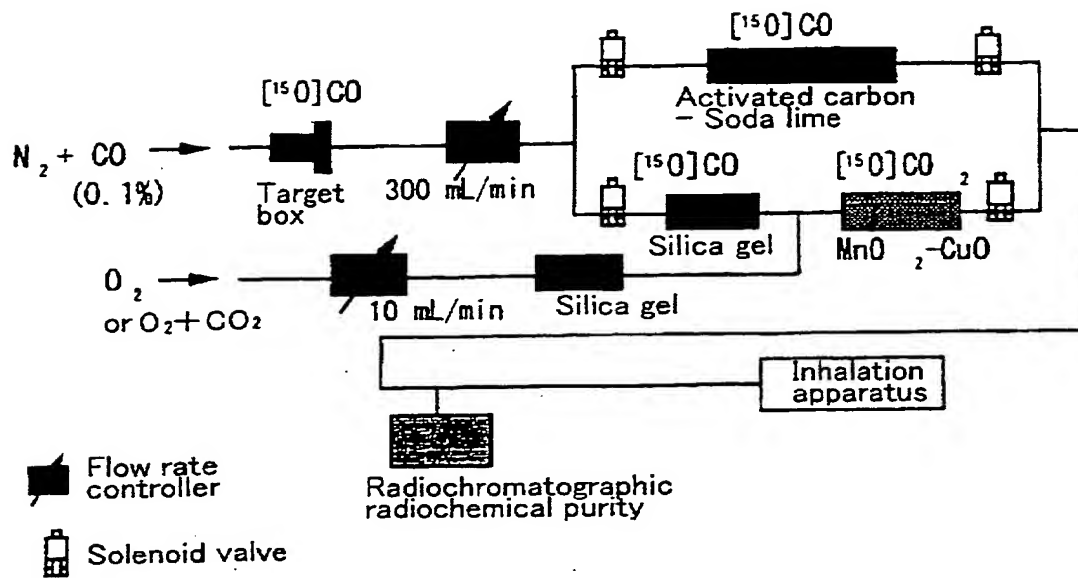 [¹⁵O]CO
Activated carbon
- Soda lime
[¹⁵O]CO
N₂ + CO
(0.1%)
Target
box
300 mL/min
[¹⁵O]CO
Silica gel
[¹⁵O]CO₂
MnO₂-CuO
O₂
or O₂+CO₂
10 mL/min
Silica gel
Inhalation
apparatus
Radiochromatographic
radiochemical purity
Flow rate
controller
Solenoid valve